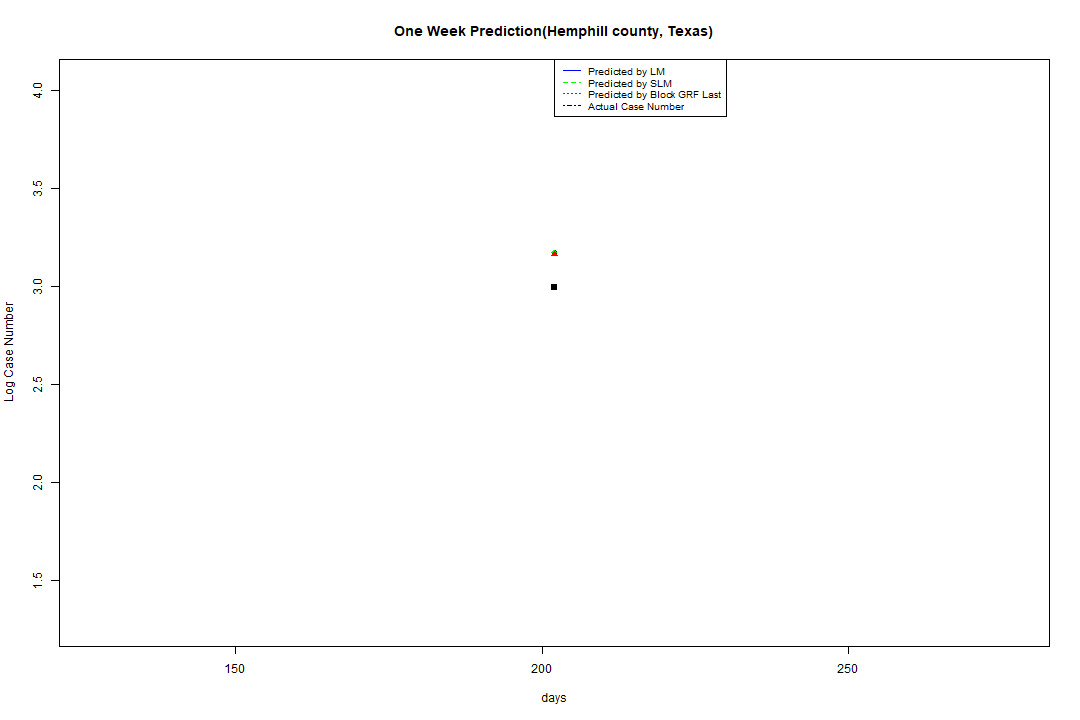 One Week Prediction(Hemphill county, Texas)
Predicted by LM
Predicted by SLM
Predicted by Block GRF Last
Actual Case Number
Log Case Number
4.0
3.5
3.0
2.5
2.0
1.5
150 200 250
days